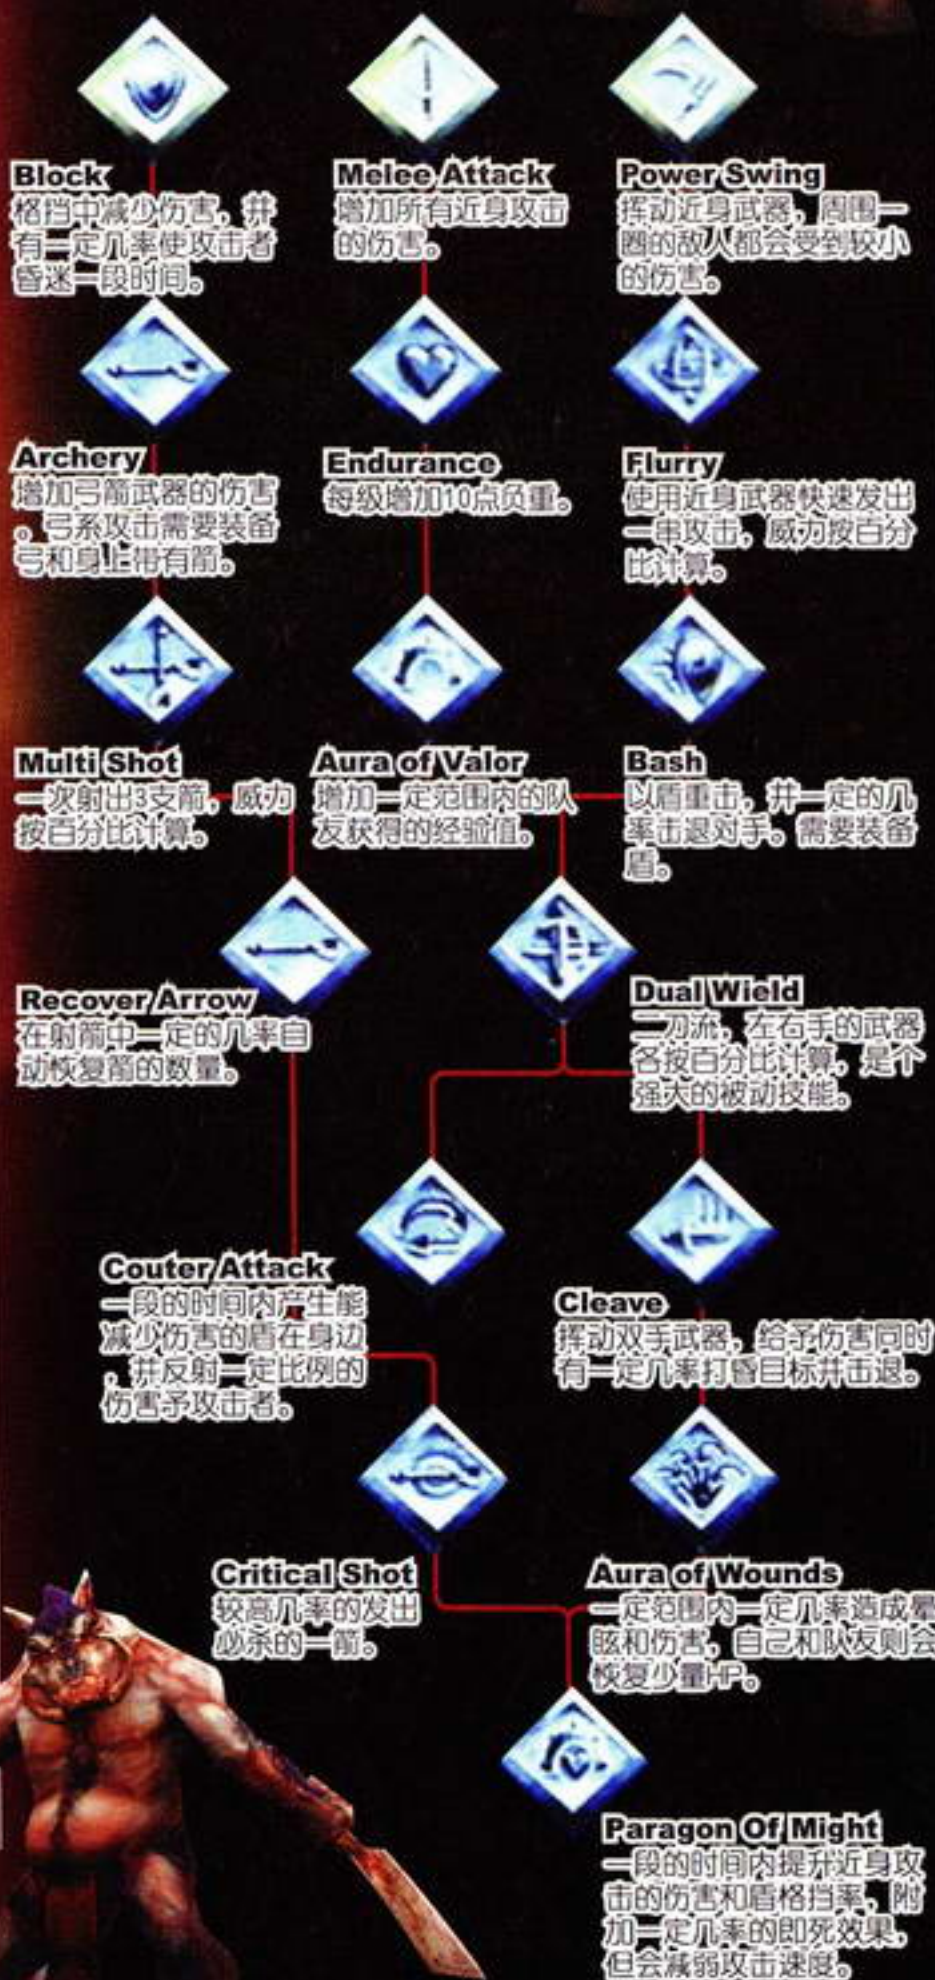 Block
格挡中减少伤害，并
有一定几率使攻击者
昏迷一段时间。
Melee Attack
增加所有近身攻击
的伤害。
Power Swing
挥动近身武器，周围一
圈的敌人都会受到较小
的伤害。
Archery
增加弓箭武器的伤害
。弓系攻击需要装备
弓和身上带有箭。
Endurance
每级增加10点负重。
Flurry
使用近身武器快速发出
一串攻击，威力按百分
比计算。
Multi Shot
一次射出3支箭，威力
按百分比计算。
Aura of Valor
增加一定范围内的队
友获得的经验值。
Bash
以盾重击，并一定的几
率击退对手。需要装备
盾。
Recover Arrow
在射箭中一定的几率自
动恢复箭的数量。
Dual Wield
二刀流，左右手的武器
各按百分比计算，是个
强大的被动技能。
Couter Attack
一段的时间内产生能
减少伤害的盾在身边
，并反射一定比例的
伤害予攻击者。
Cleave
挥动双手武器，给予伤害同时
有一定几率打昏目标并击退。
Critical Shot
较高几率的发出
必杀的一箭。
Aura of Wounds
一定范围内一定几率造成晕
眩和伤害，自己和队友则会
恢复少量HP。
Paragon Of Might
一段的时间内提升近身攻
击的伤害和盾格挡率，附
加一定几率的即死效果，
但会减弱攻击速度。